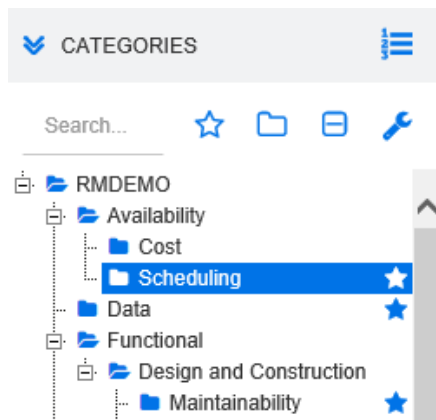 CATEGORIES
Search...
RMDEMO
Availability
Cost
Scheduling
Data
Functional
Design and Construction
Maintainability